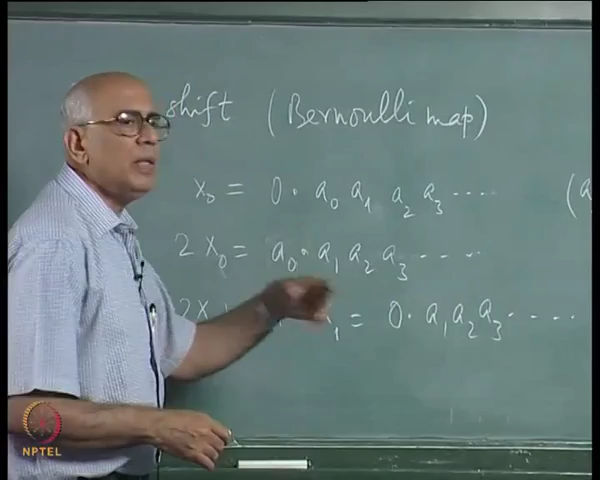 shift (Bernoulli map)
x₀ = 0 · a₀ a₁ a₂ a₃ ....
(a
2 x₀ = a₀ · a₁ a₂ a₃ ....
2x = 0 · a₁ a₂ a₃ .....
NPTEL